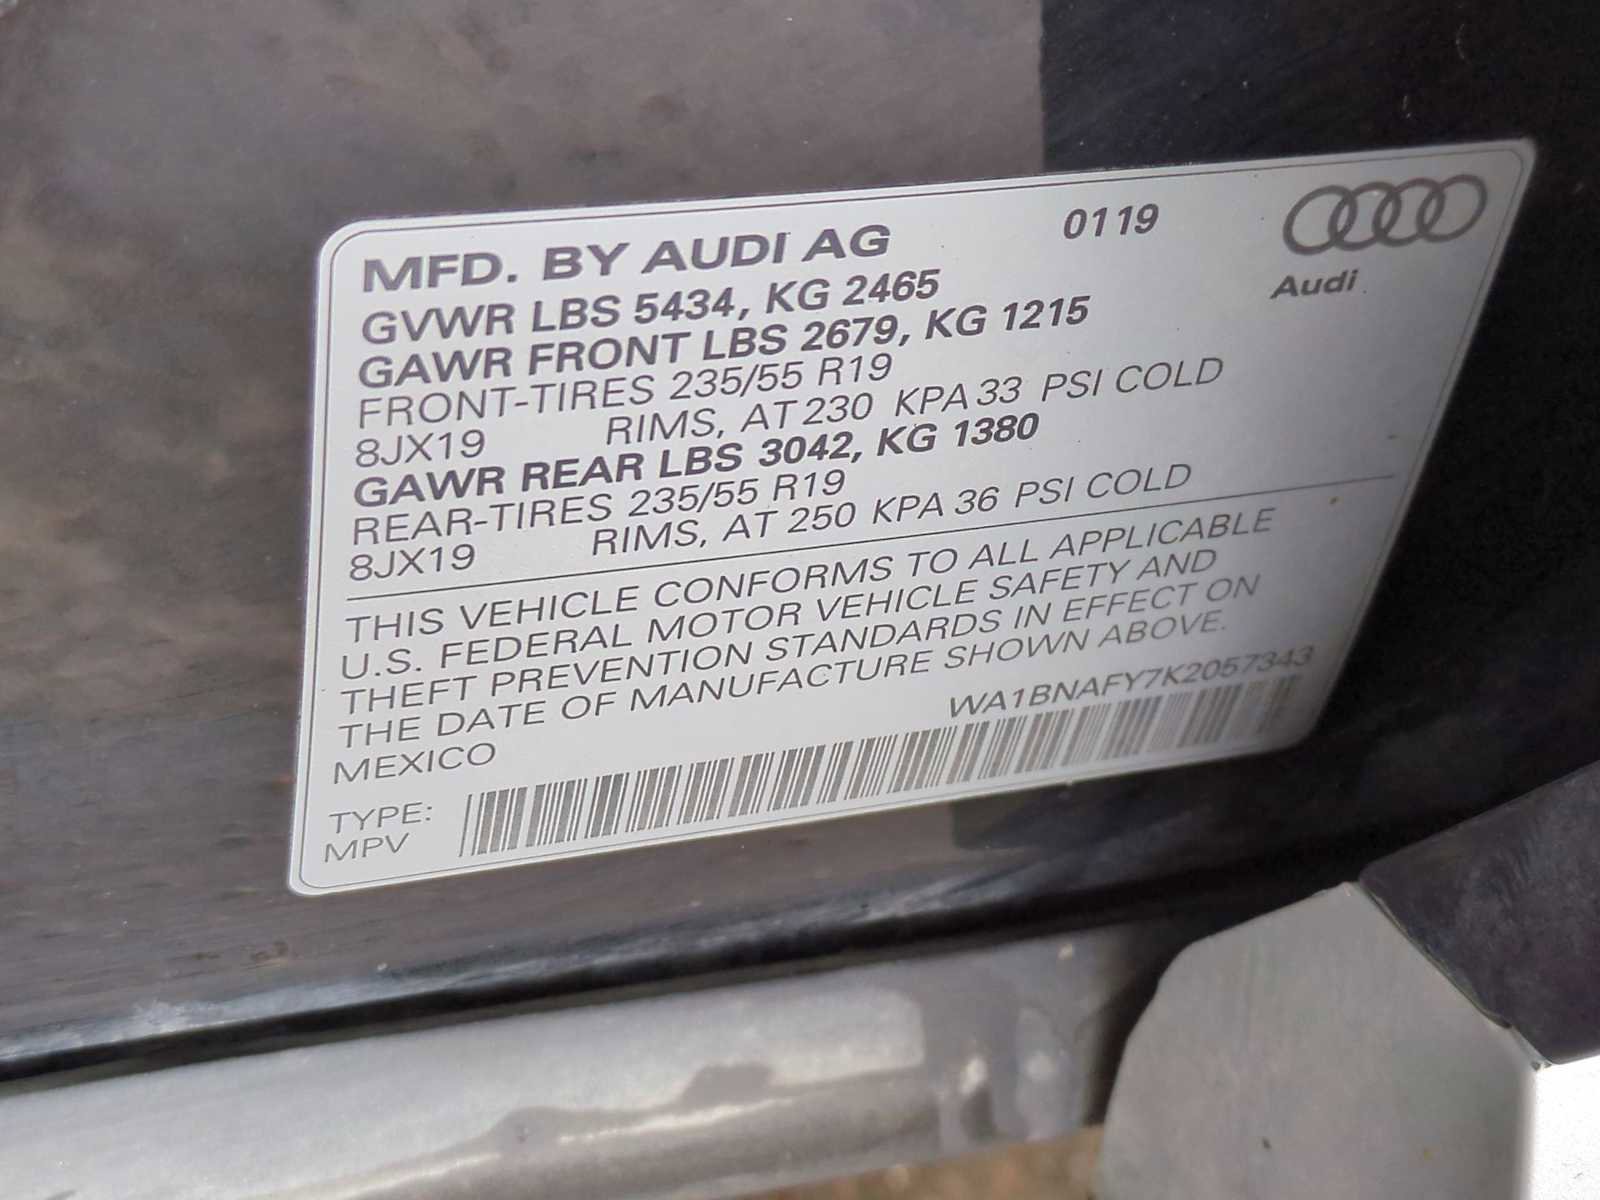 MFD. BY AUDI AG 0119
Audi
GVWR LBS 5434, KG 2465
GAWR FRONT LBS 2679, KG 1215
FRONT-TIRES 235/55 R19
8JX19 RIMS, AT 230 KPA 33 PSI COLD
GAWR REAR LBS 3042, KG 1380
REAR-TIRES 235/55 R19
8JX19 RIMS, AT 250 KPA 36 PSI COLD
THIS VEHICLE CONFORMS TO ALL APPLICABLE
U.S. FEDERAL MOTOR VEHICLE SAFETY AND
THEFT PREVENTION STANDARDS IN EFFECT ON
THE DATE OF MANUFACTURE SHOWN ABOVE.
MEXICO WA1BNAFY7K2057343
TYPE:
MPV